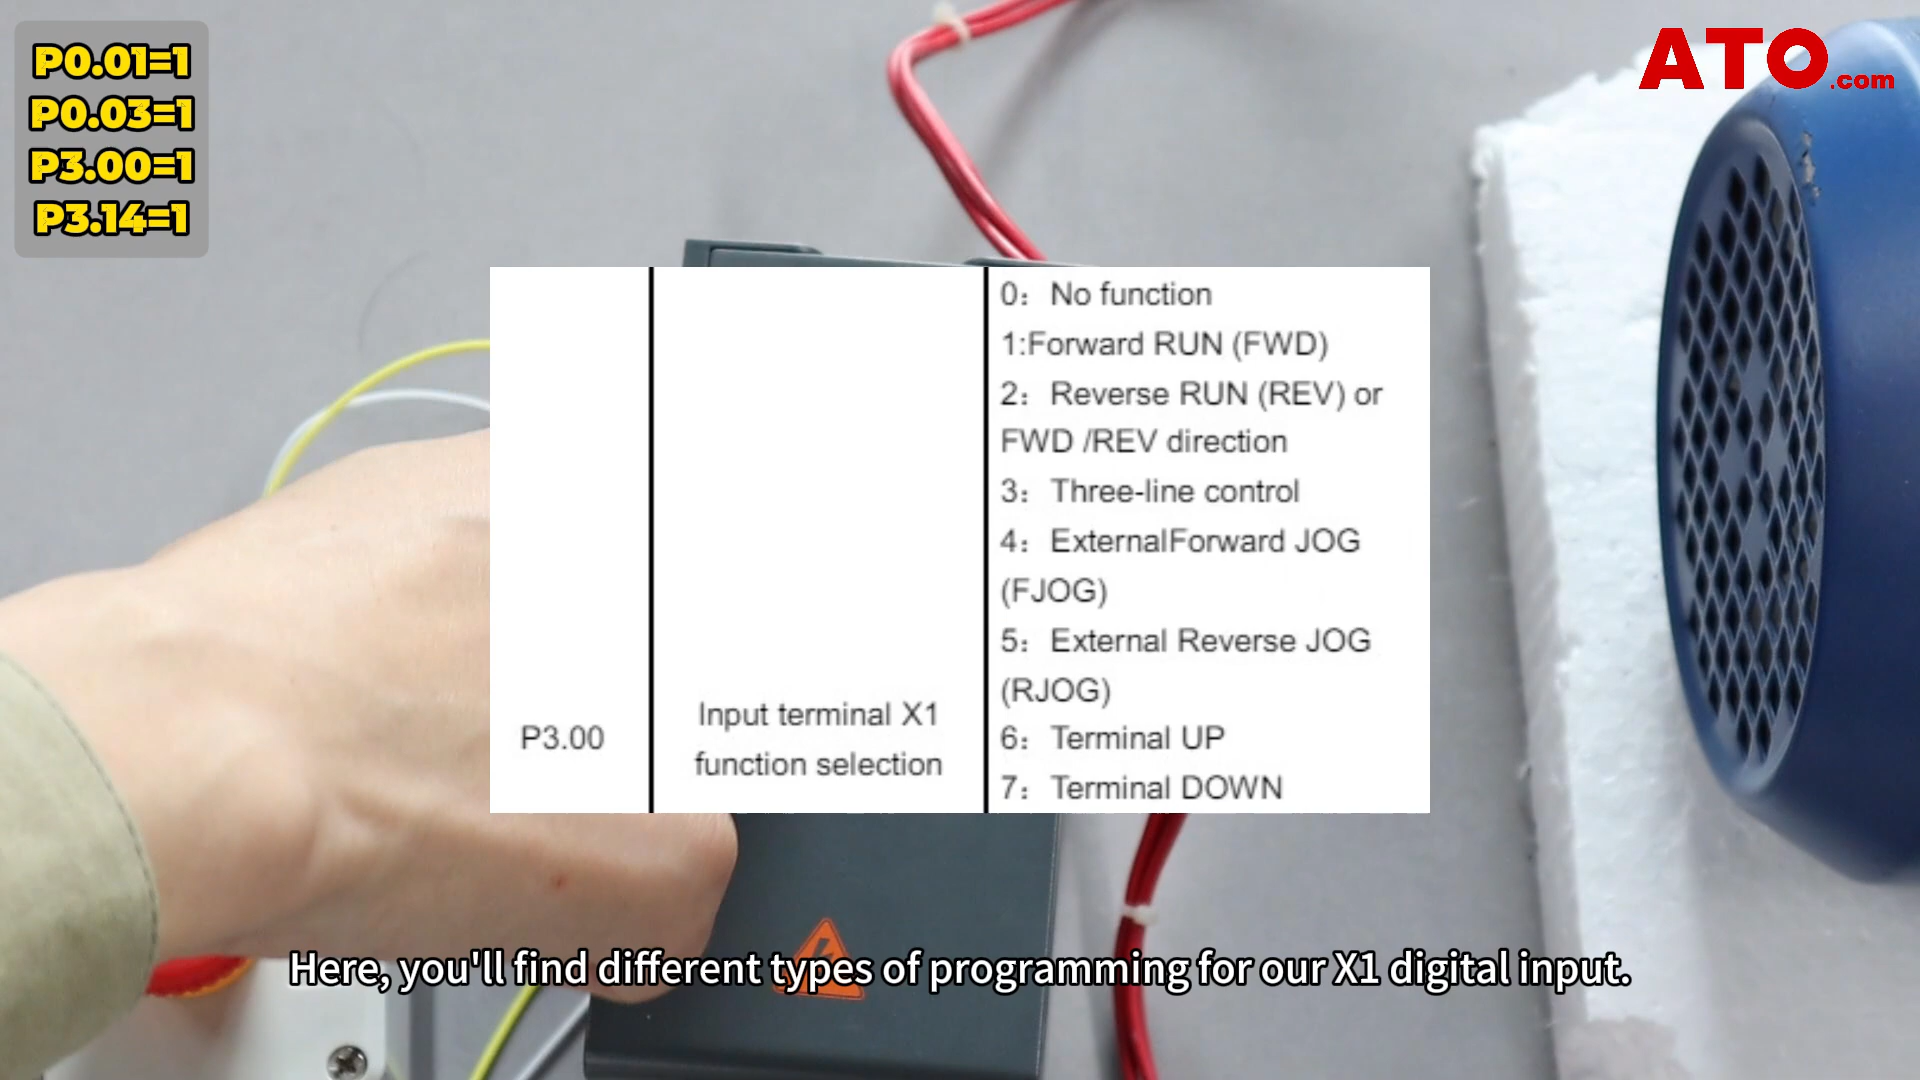 P0.01=1
P0.03=1
P3.00=1
P3.14=1
ATO.com
0：No function
1:Forward RUN (FWD)
2：Reverse RUN (REV) or
FWD /REV direction
3：Three-line control
4：ExternalForward JOG
(FJOG)
5：External Reverse JOG
(RJOG)
P3.00
Input terminal X1
function selection
6：Terminal UP
7：Terminal DOWN
Here, you'll find different types of programming for our X1 digital input.